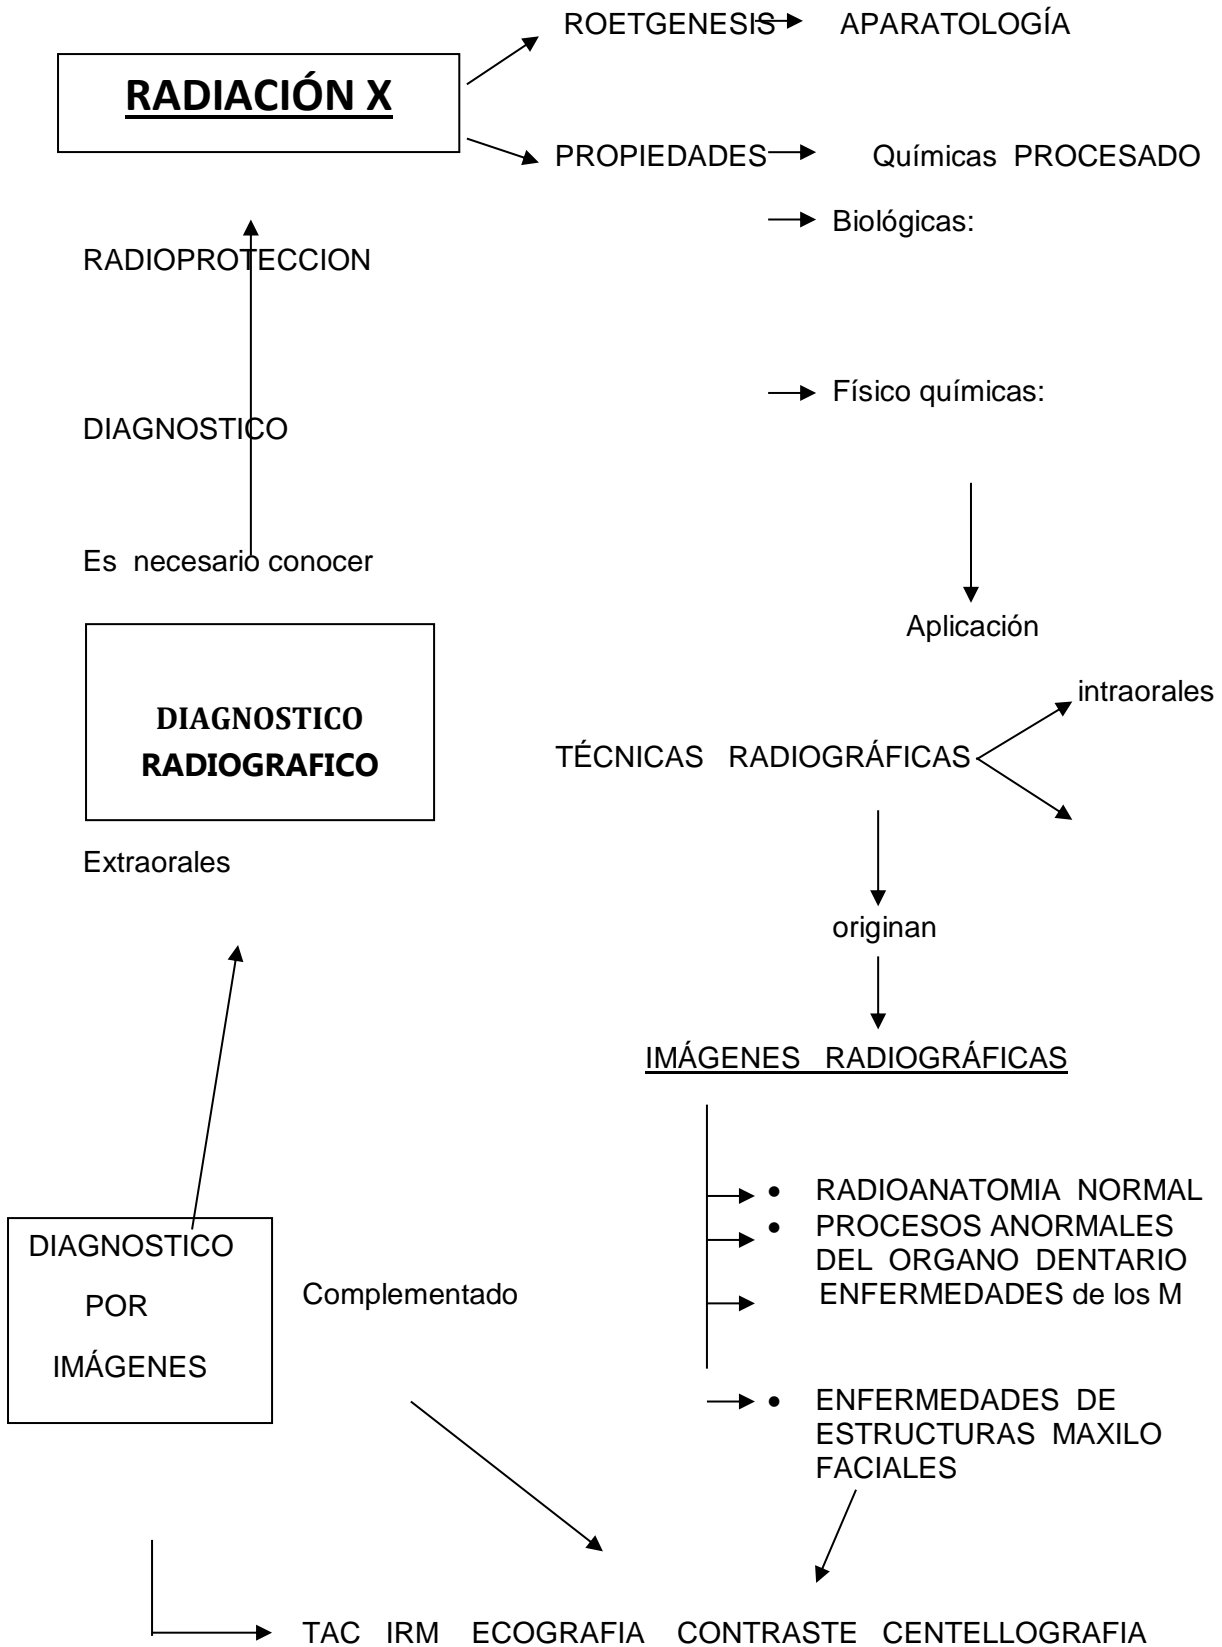 ROETGENESIS APARATOLOGÍA
RADIACIÓN X
PROPIEDADES Químicas PROCESADO
Biológicas:
RADIOPROTECCION
Físico químicas:
DIAGNOSTICO
Es necesario conocer
Aplicación
intraorales
DIAGNOSTICO
RADIOGRAFICO
TÉCNICAS RADIOGRÁFICAS
Extraorales
originan
IMÁGENES RADIOGRÁFICAS
• RADIOANATOMIA NORMAL
• PROCESOS ANORMALES
DEL ORGANO DENTARIO
ENFERMEDADES de los M
DIAGNOSTICO
POR
IMÁGENES
Complementado
• ENFERMEDADES DE
ESTRUCTURAS MAXILO
FACIALES
TAC IRM ECOGRAFIA CONTRASTE CENTELLOGRAFIA